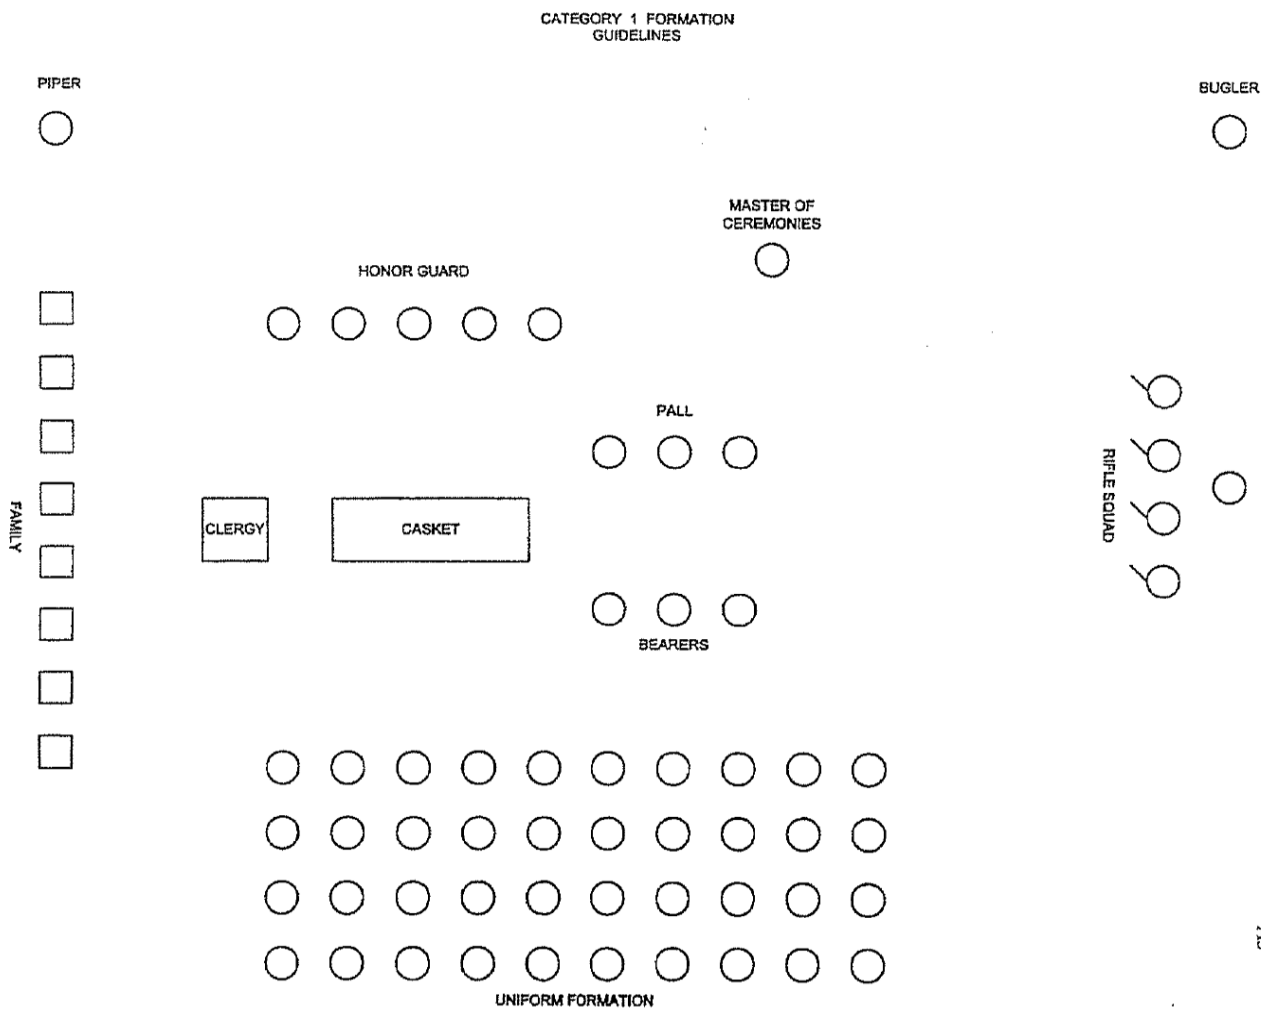 CATEGORY 1 FORMATION
GUIDELINES
PIPER
BUGLER
MASTER OF
CEREMONIES
HONOR GUARD
PALL
RIFLE SQUAD
FAMILY
CLERGY
CASKET
BEARERS
UNIFORM FORMATION